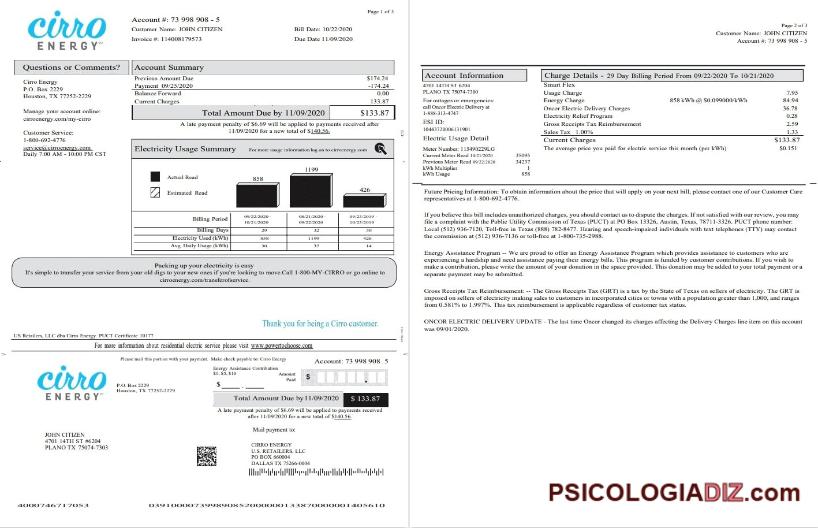 Page 1 of 3
cirro
ENERGY
Account #: 73 998 908 - 5
Customer Name: JOHN CITIZEN
Invoice #: 114008179573
Bill Date: 10/22/2020
Due Date 11/09/2020
Questions or Comments?
Cirro Energy
P.O. Box 2229
Houston, TX 77252-2229
Manage your account online:
cirroenergy.com/my-cirro
Customer Service:
1-800-692-4776
service@cirroenergy.com
Daily 7:00 AM - 10:00 PM CST
Account Summary
Previous Amount Due $174.24
Payment 09/23/2020 -174.24
Balance Forward 0.00
Current Charges 133.87
Total Amount Due by 11/09/2020 $133.87
A late payment penalty of $6.69 will be applied to payments received after
11/09/2020 for a new total of $140.56.
Electricity Usage Summary
For more usage information log on to cirroenergy.com
Actual Read
Estimated Read
858
1199
426
Billing Period 09/22/2020 10/21/2020 08/21/2020 09/22/2020
Billing Days 29 32 30
Electricity Used (kWh) 858 1199 426
Avg. Daily Usage (kWh) 30 37 14
Packing up your electricity is easy
It's simple to transfer your service from your old digs to your new ones if you're looking to move.Call 1-800-MY-CIRRO or go online to
cirroenergy.com/transferofservice.
Thank you for being a Cirro customer.
US Retailers, LLC dba Cirro Energy PUCT Certificate 10177
For more information about residential electric service please visit www.powertochoose.com
Please mail this portion with your payment. Make check payable to: Cirro Energy
cirro
ENERGY
P.O. Box 2229
Houston, TX 77252-2229
Account: 73 998 908 5
Energy Assistance Contribution
$1, $5, $10
$
Amount
Paid
$
Total Amount Due by 11/09/2020 $ 133.87
A late payment penalty of $6.69 will be applied to payments received
after 11/09/2020 for a new total of $140.56.
JOHN CITIZEN
4701 14TH ST #6204
PLANO TX 75074-7303
Mail payment to:
CIRRO ENERGY
U.S. RETAILERS, LLC
PO BOX 660004
DALLAS TX 75266-0004
4000746717053
Page 2 of 3
Customer Name: JOHN CITIZEN
Account #: 73 998 908 - 5
Account Information
4701 14TH ST 6204
PLANO TX 75074-7300
For outages or emergencies:
call Oncor Electric Delivery at
1-888-313-4747
ESI ID:
Electric Usage Detail
Meter Number: 113490229LG
Current Meter Read 10/21/2020 35095
Previous Meter Read 09/22/2020 34237
kWh Multiplier 1
kWh Usage 858
Charge Details - 29 Day Billing Period From 09/22/2020 To 10/21/2020
Smart Flex
Usage Charge 7.95
Energy Charge 858 kWh @ $0.099000/kWh 84.94
Oncor Electric Delivery Charges 36.78
Electricity Relief Program 0.28
Gross Receipts Tax Reimbursement 2.59
Sales Tax 1.00% 1.33
Current Charges $133.87
The average price you paid for electric service this month (per kWh) $0.151
Future Pricing Information: To obtain information about the price that will apply on your next bill, please contact one of our Customer Care
representatives at 1-800-692-4776.
If you believe this bill includes unauthorized charges, you should contact us to dispute the charges. If not satisfied with our review, you may
file a complaint with the Public Utility Commission of Texas (PUCT) at PO Box 13326, Austin, Texas, 78711-3326. PUCT phone number:
Local (512) 936-7120. Toll-free in Texas (888) 782-8477. Hearing and speech-impaired individuals with text telephones (TTY) may contact
the commission at (512) 936-7136 or toll-free at 1-800-735-2988.
Energy Assistance Program -- We are proud to offer an Energy Assistance Program which provides assistance to customers who are
experiencing hardship and need assistance paying their energy bills. This program is funded by customer contributions. If you wish to
make a contribution, please write the amount of your donation in the space provided. This donation may be added to your total payment or a
separate payment may be submitted.
Gross Receipts Tax Reimbursement: -- The Gross Receipts Tax (GRT) is a tax by the State of Texas on sellers of electricity. The GRT is
imposed on sellers of electricity making sales to customers in incorporated cities or towns with a population greater than 1,000, and ranges
from 0.581% to 1.997%. This tax reimbursement is applicable regardless of customer tax status.
ONCOR ELECTRIC DELIVERY UPDATE - The last time Oncor changed its charges affecting the Delivery Charges line item on this account
was 09/01/2020.
PSICOLOGIADIZ.com